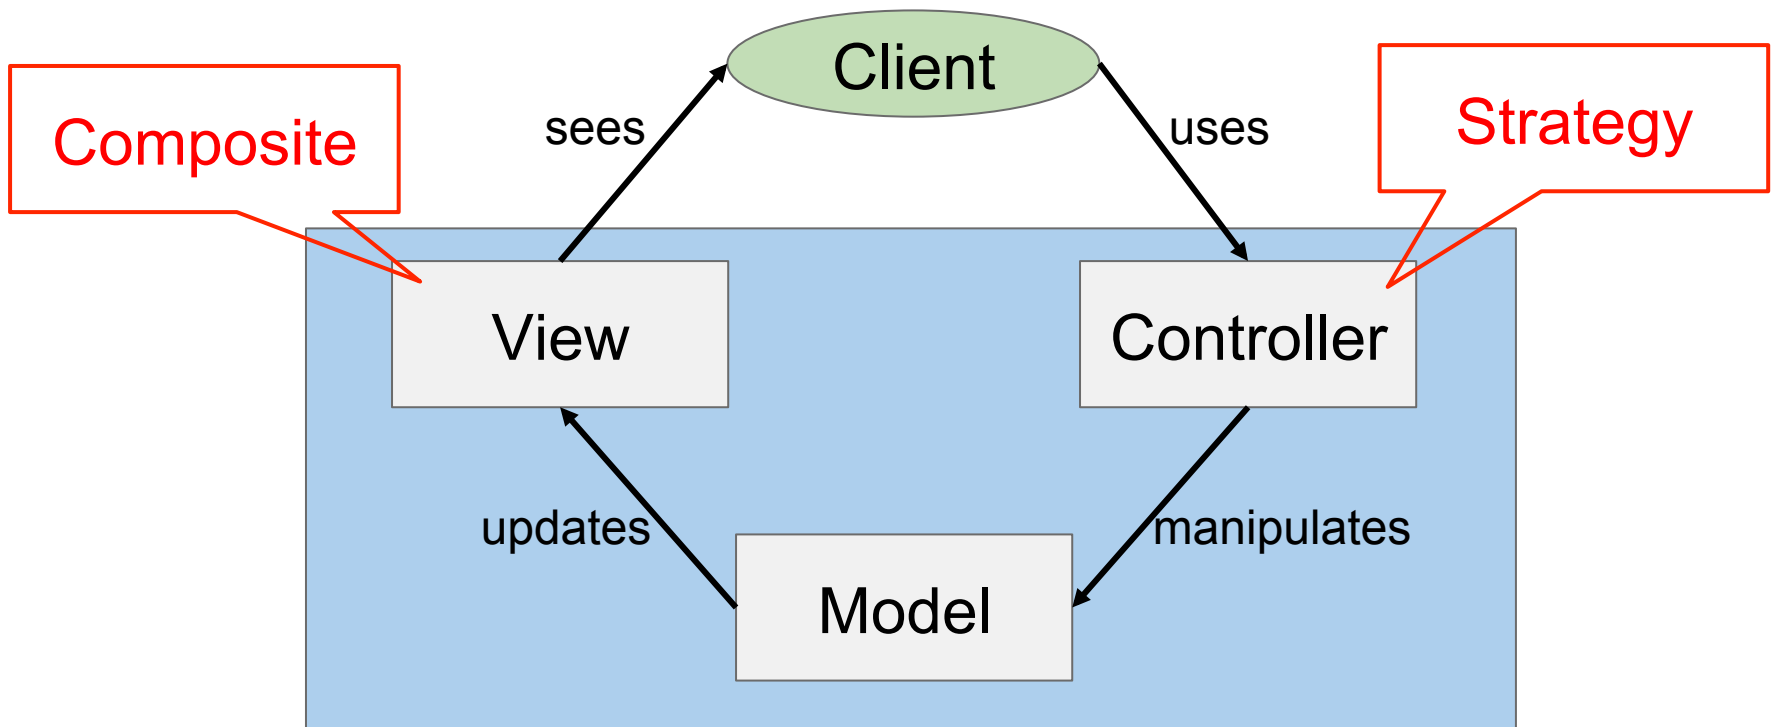 Client
Composite
Strategy
sees
uses
View
Controller
updates
manipulates
Model